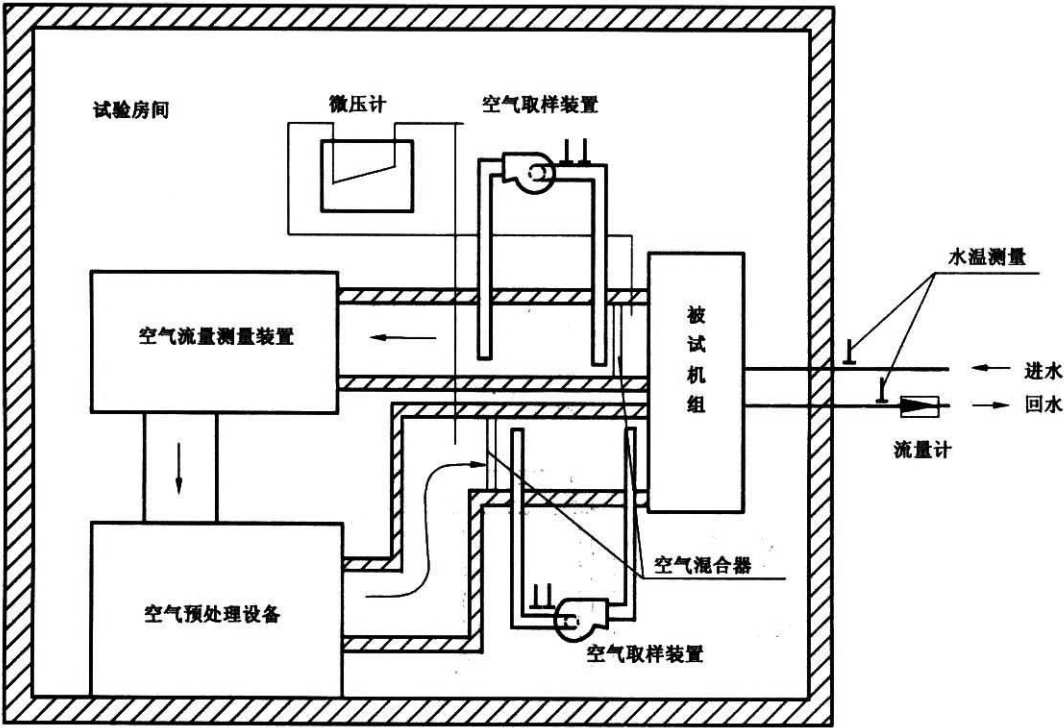 试验房间
微压计
空气取样装置
水温测量
空气流量测量装置
被试机组
进水
回水
流量计
空气混合器
空气预处理设备
空气取样装置